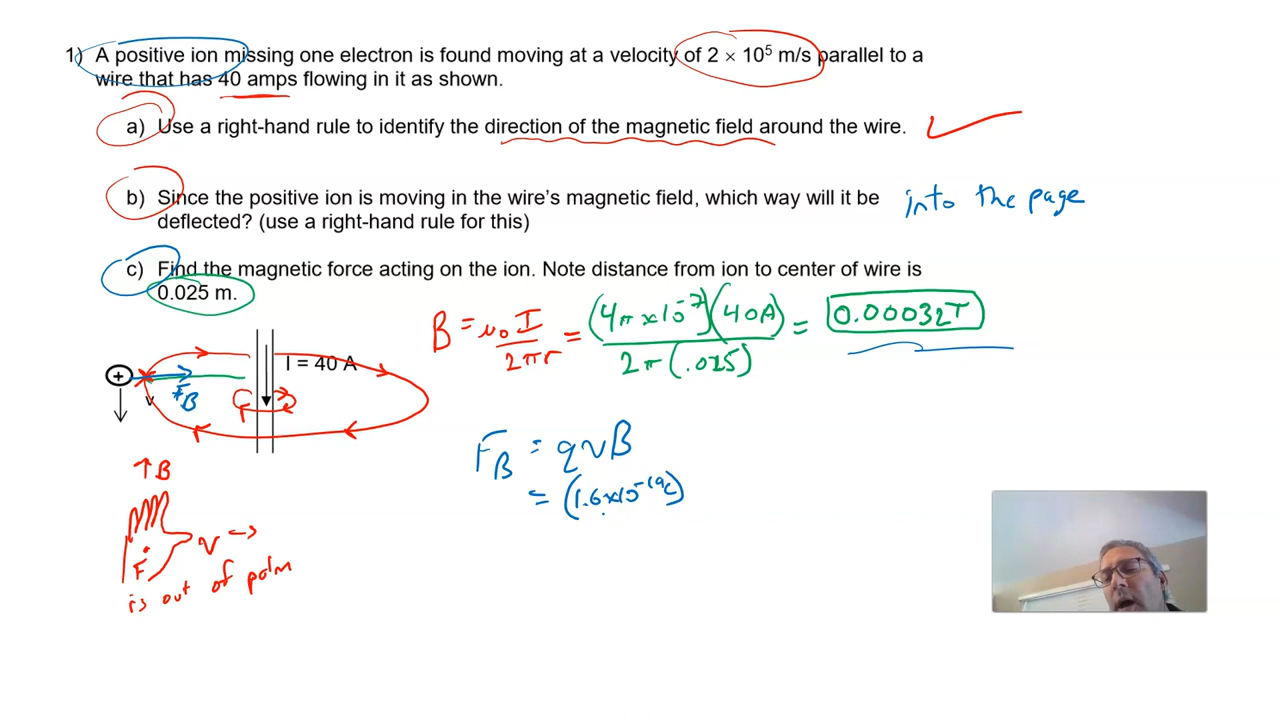 1) A positive ion missing one electron is found moving at a velocity of 2 × 10⁵ m/s parallel to a
wire that has 40 amps flowing in it as shown.
a) Use a right-hand rule to identify the direction of the magnetic field around the wire.
b) Since the positive ion is moving in the wire's magnetic field, which way will it be
deflected? (use a right-hand rule for this)
into the page
c) Find the magnetic force acting on the ion. Note distance from ion to center of wire is
0.025 m.
B = μ₀ I / 2πr = (4π×10⁻⁷)(40A) / 2π(.025) = 0.00032T
I = 40 A
+
v
F_B
F_B = qvB
= (1.6×10⁻¹⁹C)
↑B
F
v →
is out of palm